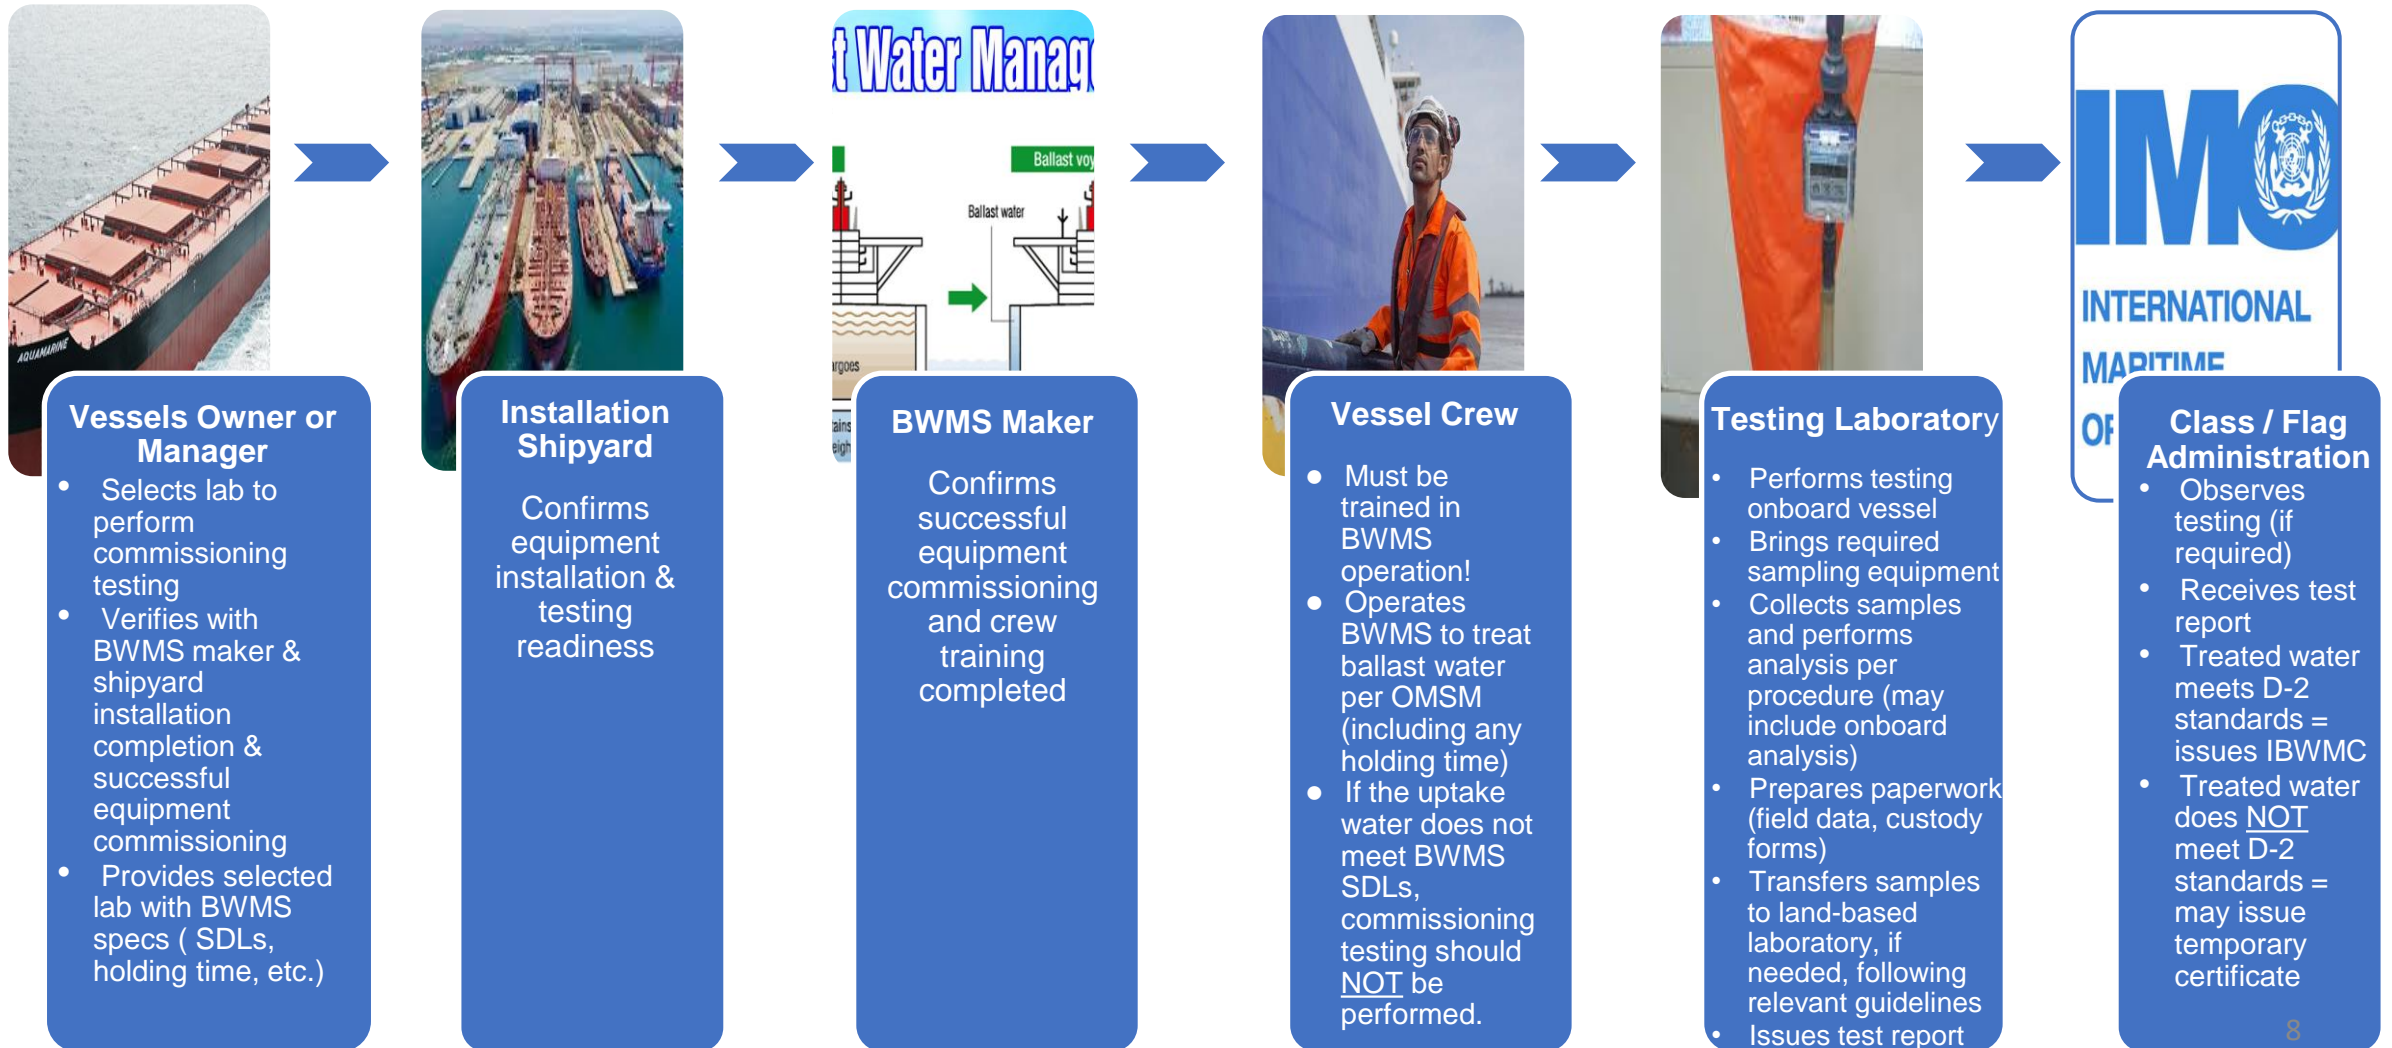 t Water Manag
Ballast voy
Ballast water
argoes
tains
eigh
AQUAMARINE
IMO
INTERNATIONAL
MARITIME
OF
Vessels Owner or
Manager
• Selects lab to
perform
commissioning
testing
• Verifies with
BWMS maker &
shipyard
installation
completion &
successful
equipment
commissioning
• Provides selected
lab with BWMS
specs ( SDLs,
holding time, etc.)
Installation
Shipyard
Confirms
equipment
installation &
testing
readiness
BWMS Maker
Confirms
successful
equipment
commissioning
and crew
training
completed
Vessel Crew
● Must be
trained in
BWMS
operation!
● Operates
BWMS to treat
ballast water
per OMSM
(including any
holding time)
● If the uptake
water does not
meet BWMS
SDLs,
commissioning
testing should
NOT be
performed.
Testing Laboratory
• Performs testing
onboard vessel
• Brings required
sampling equipment
• Collects samples
and performs
analysis per
procedure (may
include onboard
analysis)
• Prepares paperwork
(field data, custody
forms)
• Transfers samples
to land-based
laboratory, if
needed, following
relevant guidelines
• Issues test report
Class / Flag
Administration
• Observes
testing (if
required)
• Receives test
report
• Treated water
meets D-2
standards =
issues IBWMC
• Treated water
does NOT
meet D-2
standards =
may issue
temporary
certificate
8